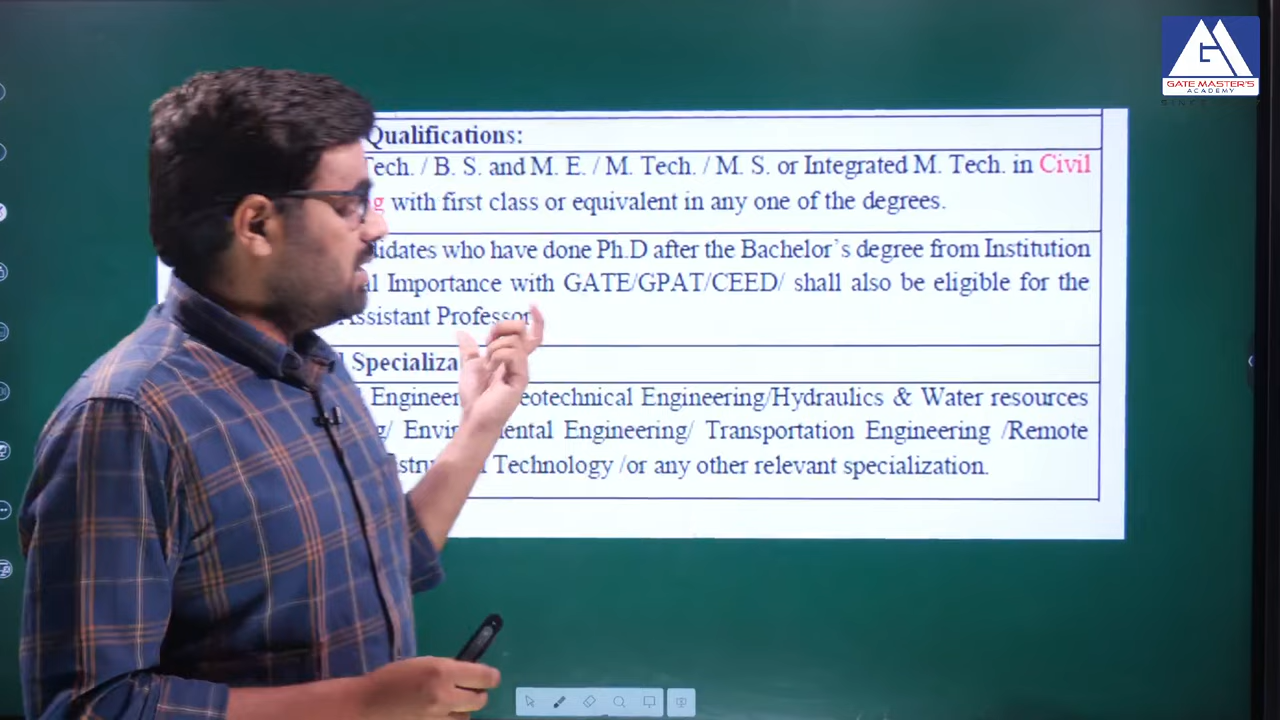 GATE MASTER'S
ACADEMY
Qualifications:
Tech. / B. S. and M. E. / M. Tech. / M. S. or Integrated M. Tech. in Civil
g with first class or equivalent in any one of the degrees.
didates who have done Ph.D after the Bachelor's degree from Institution
al Importance with GATE/GPAT/CEED/ shall also be eligible for the
Assistant Professor
l Specializa
Engineer eotechnical Engineering/Hydraulics & Water resources
g/ Envir ental Engineering/ Transportation Engineering /Remote
nstru n Technology /or any other relevant specialization.